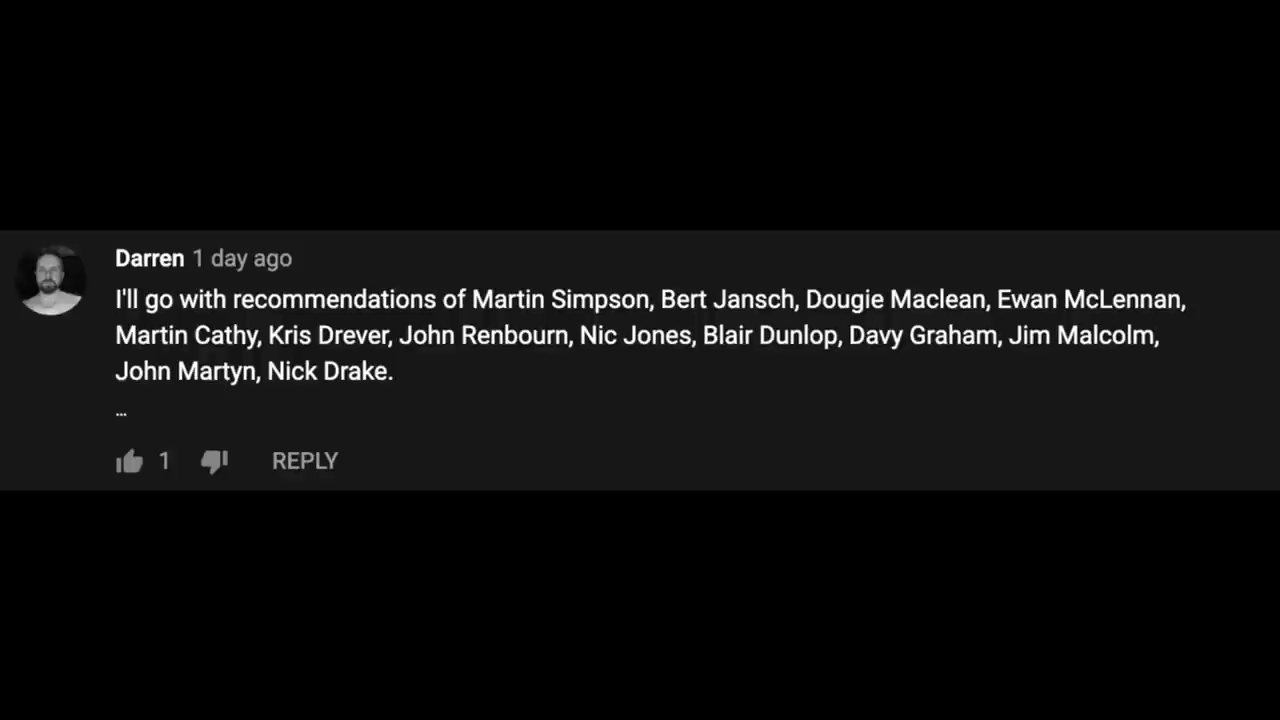 Darren 1 day ago
I'll go with recommendations of Martin Simpson, Bert Jansch, Dougie Maclean, Ewan McLennan,
Martin Cathy, Kris Drever, John Renbourn, Nic Jones, Blair Dunlop, Davy Graham, Jim Malcolm,
John Martyn, Nick Drake.
...
1 REPLY